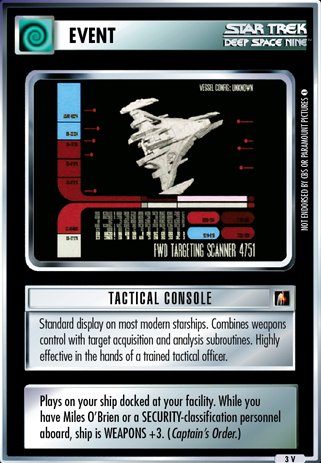 EVENT
STAR TREK
DEEP SPACE NINE
VESSEL CONFIG: UNKNOWN
FWD TARGETING SCANNER 4751
NOT ENDORSED BY CBS OR PARAMOUNT PICTURES
TACTICAL CONSOLE
Standard display on most modern starships. Combines weapons
control with target acquisition and analysis subroutines. Highly
effective in the hands of a trained tactical officer.
Plays on your ship docked at your facility. While you
have Miles O'Brien or a SECURITY-classification personnel
aboard, ship is WEAPONS +3. (Captain's Order.)
3 V